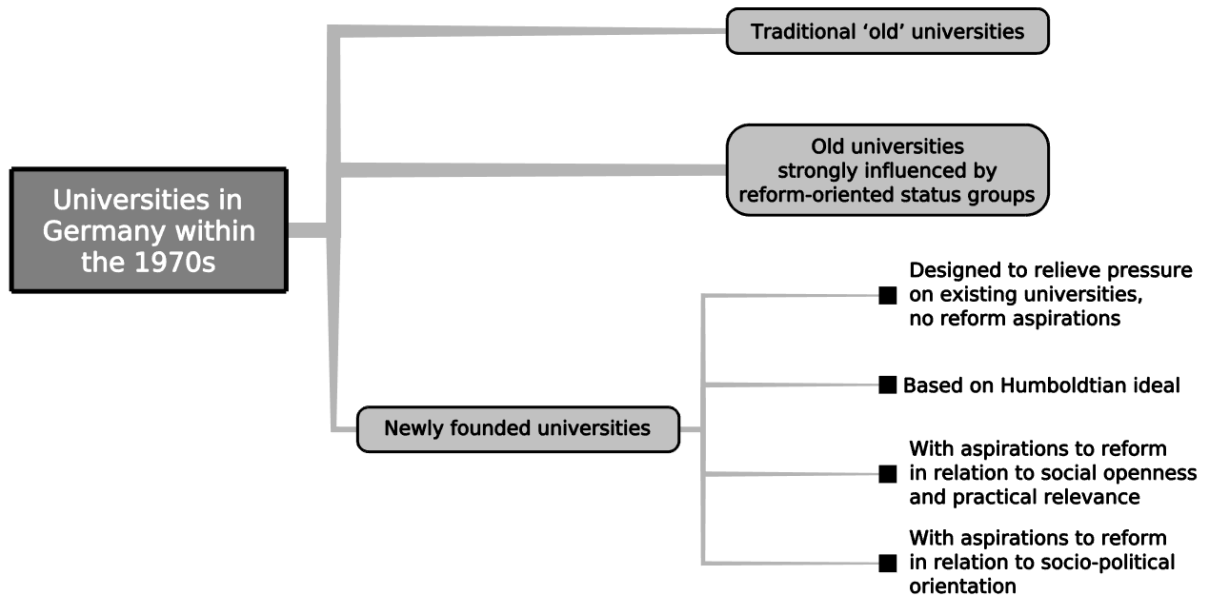 Traditional ‘old’ universities
Old universities
strongly influenced by
reform-oriented status groups
Universities in
Germany within
the 1970s
Designed to relieve pressure
on existing universities,
no reform aspirations
Based on Humboldtian ideal
Newly founded universities
With aspirations to reform
in relation to social openness
and practical relevance
With aspirations to reform
in relation to socio-political
orientation